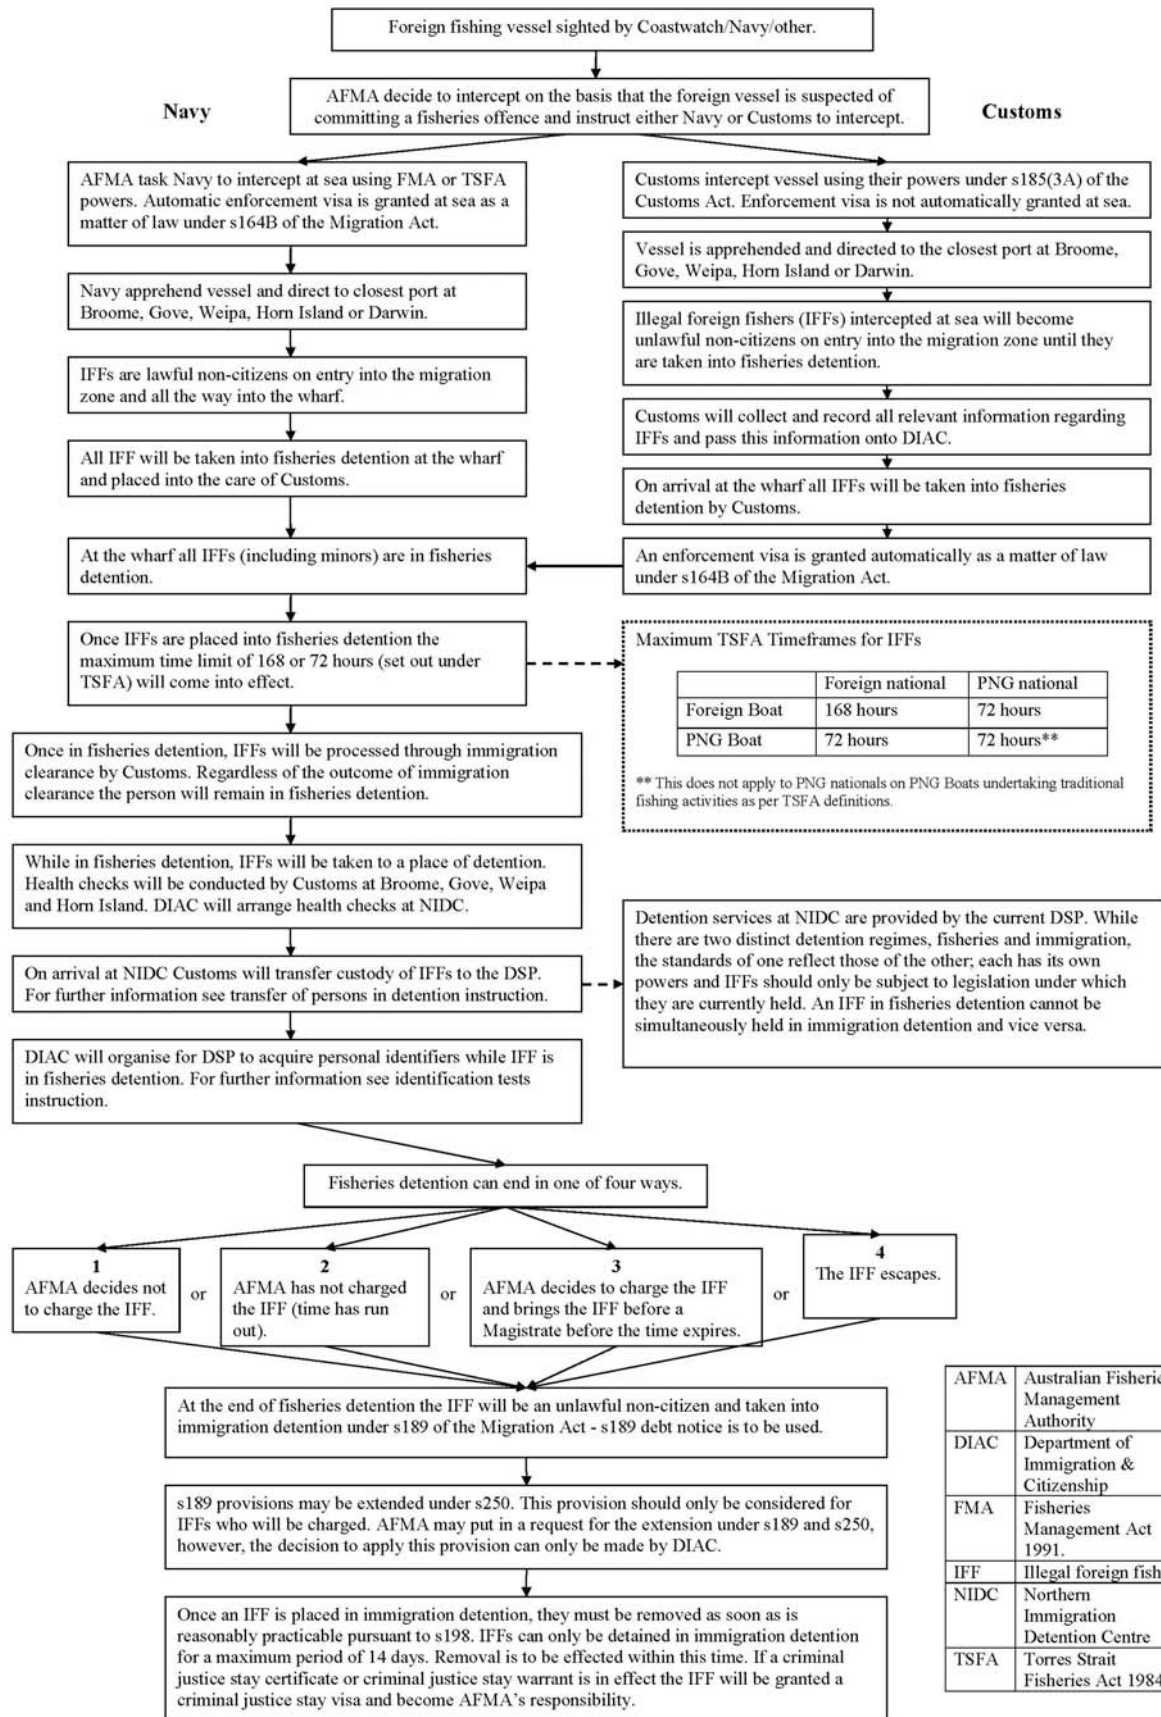 Foreign fishing vessel sighted by Coastwatch/Navy/other.
Navy
AFMA decide to intercept on the basis that the foreign vessel is suspected of
committing a fisheries offence and instruct either Navy or Customs to intercept.
Customs
AFMA task Navy to intercept at sea using FMA or TSFA
powers. Automatic enforcement visa is granted at sea as a
matter of law under s164B of the Migration Act.
Navy apprehend vessel and direct to closest port at
Broome, Gove, Weipa, Horn Island or Darwin.
IFFs are lawful non-citizens on entry into the migration
zone and all the way into the wharf.
All IFF will be taken into fisheries detention at the wharf
and placed into the care of Customs.
Customs intercept vessel using their powers under s185(3A) of the
Customs Act. Enforcement visa is not automatically granted at sea.
Vessel is apprehended and directed to the closest port at Broome,
Gove, Weipa, Horn Island or Darwin.
Illegal foreign fishers (IFFs) intercepted at sea will become
unlawful non-citizens on entry into the migration zone until they
are taken into fisheries detention.
Customs will collect and record all relevant information regarding
IFFs and pass this information onto DIAC.
On arrival at the wharf all IFFs will be taken into fisheries
detention by Customs.
An enforcement visa is granted automatically as a matter of law
under s164B of the Migration Act.
At the wharf all IFFs (including minors) are in fisheries
detention.
Once IFFs are placed into fisheries detention the
maximum time limit of 168 or 72 hours (set out under
TSFA) will come into effect.
Maximum TSFA Timeframes for IFFs
Foreign national PNG national
Foreign Boat 168 hours 72 hours
PNG Boat 72 hours 72 hours**
** This does not apply to PNG nationals on PNG Boats undertaking traditional
fishing activities as per TSFA definitions.
Once in fisheries detention, IFFs will be processed through immigration
clearance by Customs. Regardless of the outcome of immigration
clearance the person will remain in fisheries detention.
While in fisheries detention, IFFs will be taken to a place of detention.
Health checks will be conducted by Customs at Broome, Gove, Weipa
and Horn Island. DIAC will arrange health checks at NIDC.
On arrival at NIDC Customs will transfer custody of IFFs to the DSP.
For further information see transfer of persons in detention instruction.
Detention services at NIDC are provided by the current DSP. While
there are two distinct detention regimes, fisheries and immigration,
the standards of one reflect those of the other; each has its own
powers and IFFs should only be subject to legislation under which
they are currently held. An IFF in fisheries detention cannot be
simultaneously held in immigration detention and vice versa.
DIAC will organise for DSP to acquire personal identifiers while IFF is
in fisheries detention. For further information see identification tests
instruction.
Fisheries detention can end in one of four ways.
1
AFMA decides not
to charge the IFF.
or
2
AFMA has not charged
the IFF (time has run
out).
or
3
AFMA decides to charge the IFF
and brings the IFF before a
Magistrate before the time expires.
or
4
The IFF escapes.
At the end of fisheries detention the IFF will be an unlawful non-citizen and taken into
immigration detention under s189 of the Migration Act - s189 debt notice is to be used.
s189 provisions may be extended under s250. This provision should only be considered for
IFFs who will be charged. AFMA may put in a request for the extension under s189 and s250,
however, the decision to apply this provision can only be made by DIAC.
Once an IFF is placed in immigration detention, they must be removed as soon as is
reasonably practicable pursuant to s198. IFFs can only be detained in immigration detention
for a maximum period of 14 days. Removal is to be effected within this time. If a criminal
justice stay certificate or criminal justice stay warrant is in effect the IFF will be granted a
criminal justice stay visa and become AFMA's responsibility.
AFMA Australian Fisherie
Management
Authority
DIAC Department of
Immigration &
Citizenship
FMA Fisheries
Management Act
1991.
IFF Illegal foreign fish
NIDC Northern
Immigration
Detention Centre
TSFA Torres Strait
Fisheries Act 1984